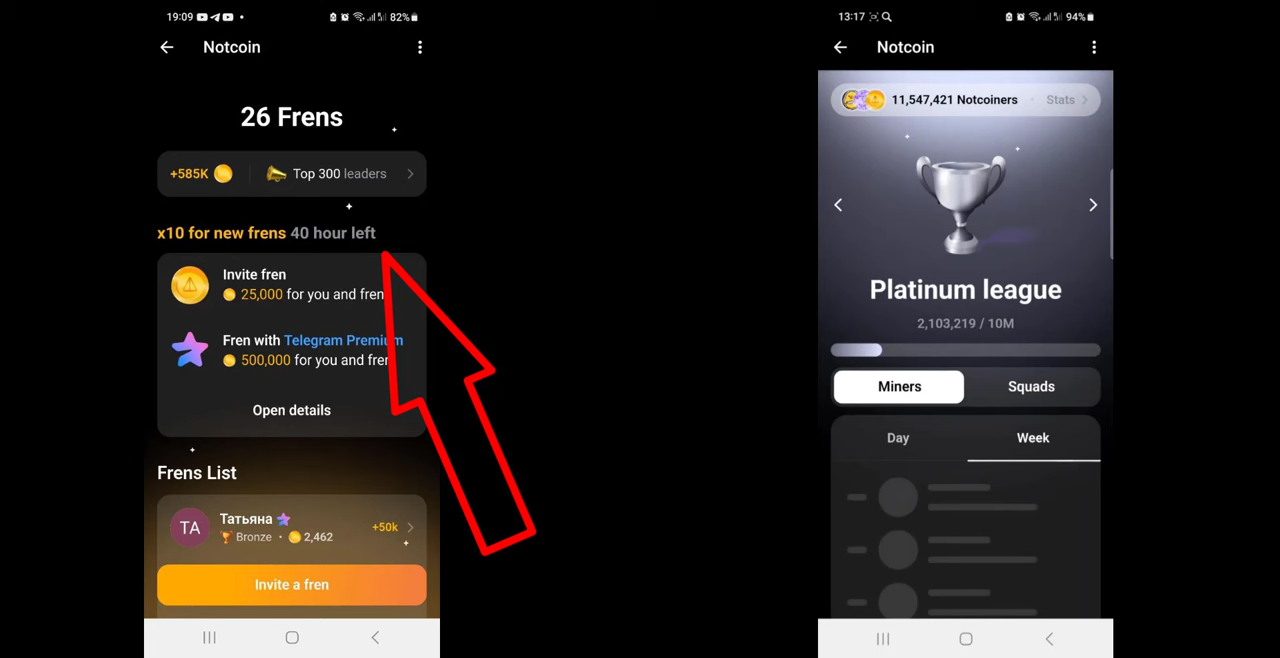 19:09
82%
Notcoin
26 Frens
+585K
Top 300 leaders
x10 for new frens 40 hour left
Invite fren
25,000 for you and fren
Fren with Telegram Premium
500,000 for you and fren
Open details
Frens List
TA
Татьяна
Bronze • 2,462
+50k
Invite a fren
13:17
94%
Notcoin
11,547,421 Notcoiners • Stats
Platinum league
2,103,219 / 10M
Miners
Squads
Day
Week